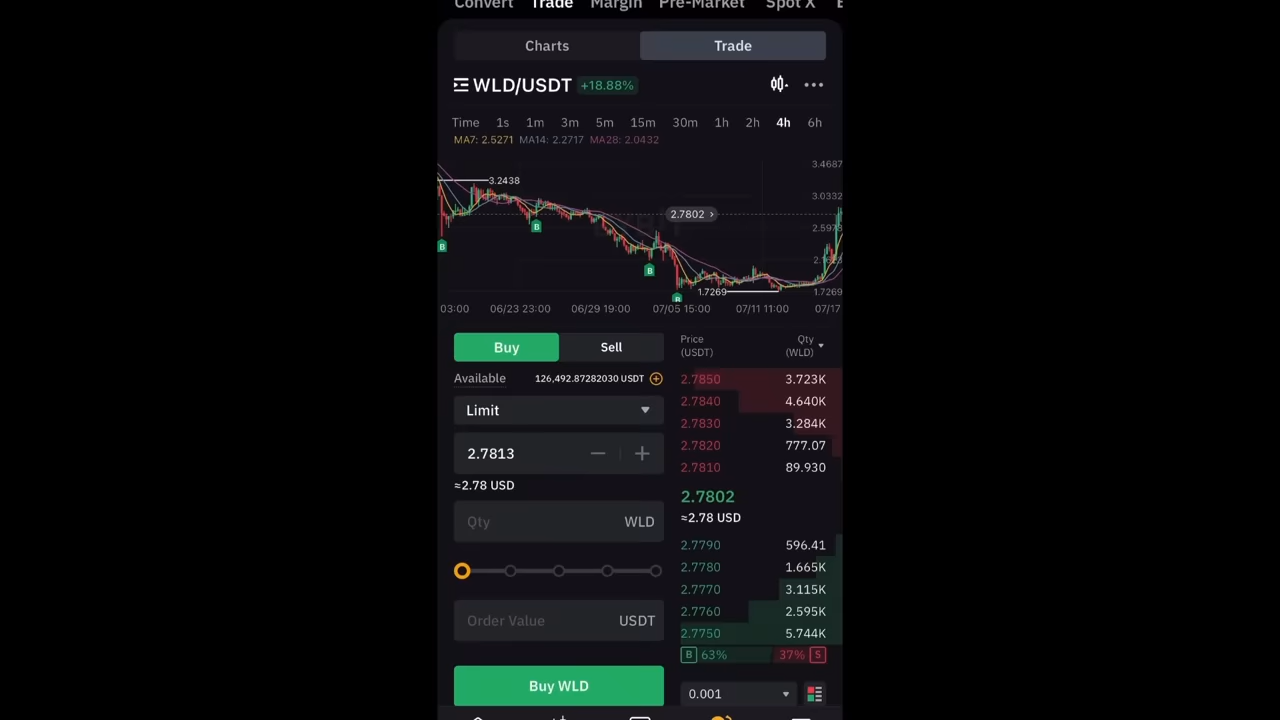 Convert Trade Margin Pre-Market Spot X
Charts Trade
WLD/USDT +18.88%
Time 1s 1m 3m 5m 15m 30m 1h 2h 4h 6h
MA7: 2.5271 MA14: 2.2717 MA28: 2.0432
3.4687
3.2438
3.0332
2.7802 ›
B
2.5978
B
B
B
1.7269
1.7269
03:00 06/23 23:00 06/29 19:00 07/05 15:00 07/11 11:00 07/17
Buy Sell
Available 126,492.87282030 USDT
Limit
2.7813
≈2.78 USD
Qty WLD
Order Value USDT
Buy WLD
Price Qty
(USDT) (WLD)
2.7850 3.723K
2.7840 4.640K
2.7830 3.284K
2.7820 777.07
2.7810 89.930
2.7802
≈2.78 USD
2.7790 596.41
2.7780 1.665K
2.7770 3.115K
2.7760 2.595K
2.7750 5.744K
B 63% 37% S
0.001